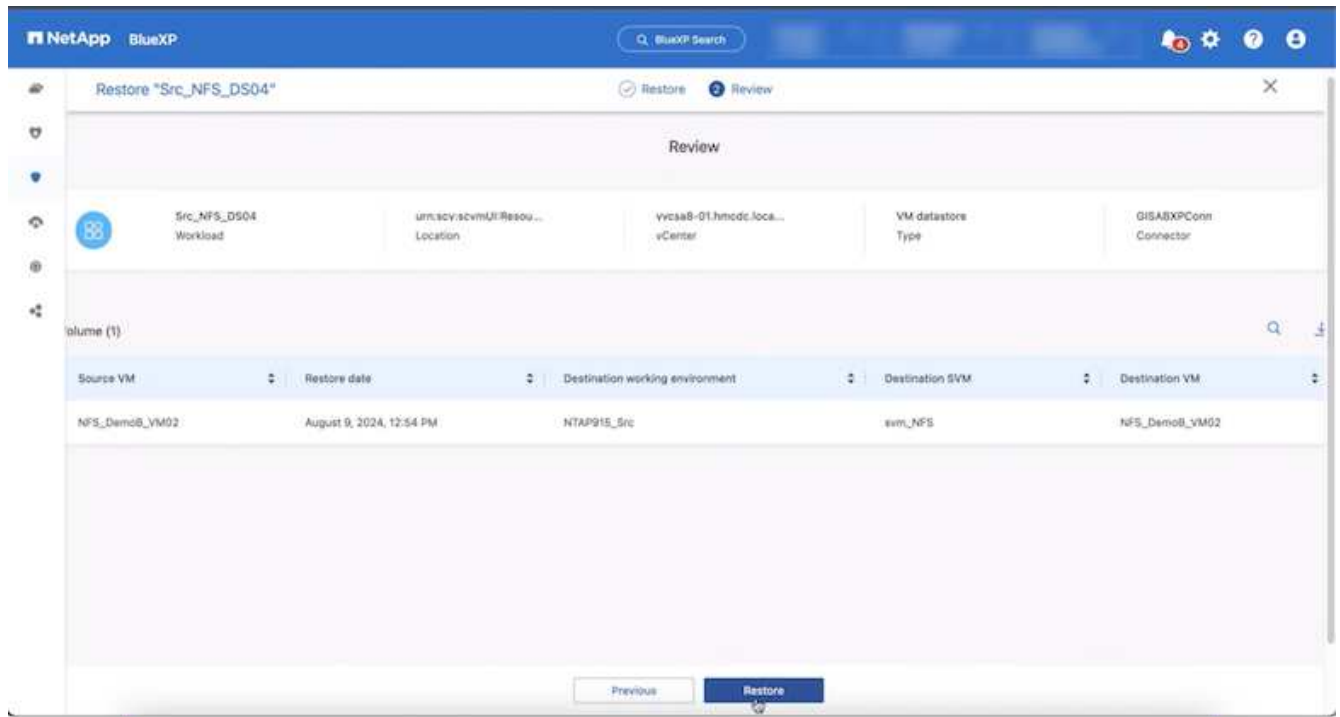 NetApp BlueXP
BlueXP Search
4
Restore "Src_NFS_DS04"
Restore
2 Review
Review
Src_NFS_DS04
Workload
urn:scv:scvmUI:Resou...
Location
vvcsa8-01.hmcdc.loca...
vCenter
VM datastore
Type
GISABXPConn
Connector
olume (1)
Source VM Restore date Destination working environment Destination SVM Destination VM
NFS_DemoB_VM02 August 9, 2024, 12:54 PM NTAP915_Src svm_NFS NFS_DemoB_VM02
Previous Restore